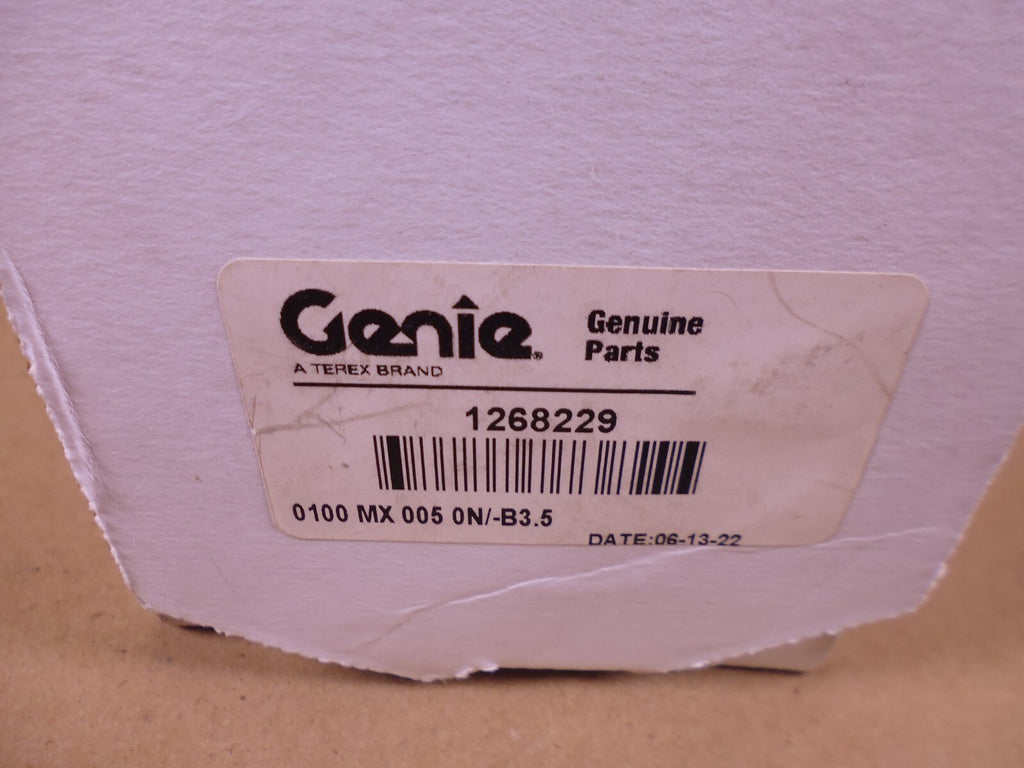 Genie®
Genuine
Parts
A TEREX BRAND
1268229
0100 MX 005 0N/-B3.5
DATE:06-13-22